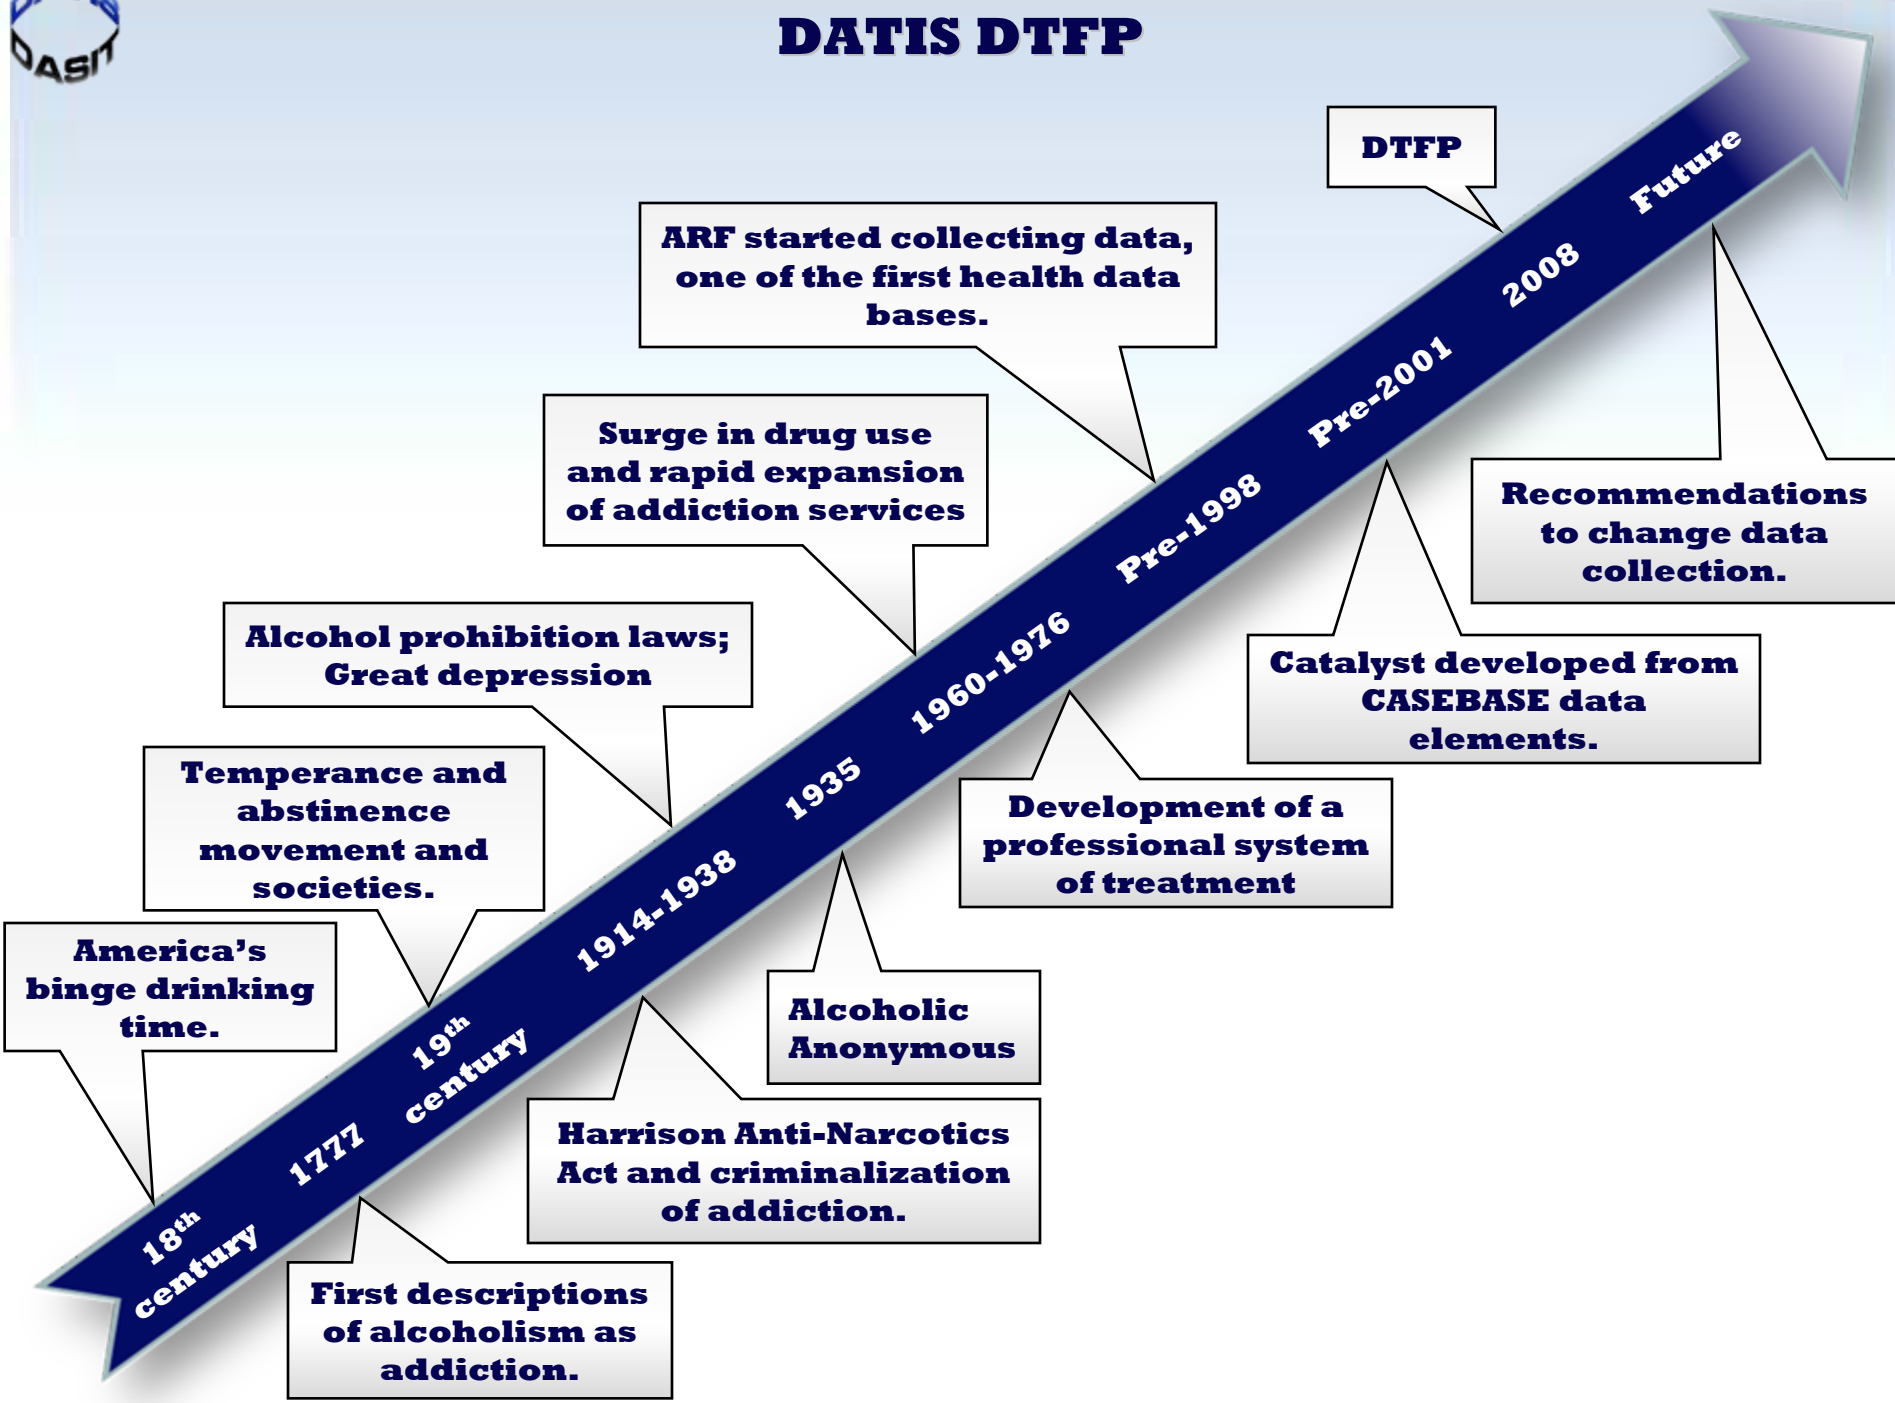 DASIT
DATIS DTFP
DTFP
ARF started collecting data,
one of the first health data
bases.
Surge in drug use
and rapid expansion
of addiction services
Alcohol prohibition laws;
Great depression
Temperance and
abstinence
movement and
societies.
America’s
binge drinking
time.
18th
century
1777
19th
century
1914-1938
1935
1960-1976
Pre-1998
Pre-2001
2008
Future
Recommendations
to change data
collection.
Catalyst developed from
CASEBASE data
elements.
Development of a
professional system
of treatment
Alcoholic
Anonymous
Harrison Anti-Narcotics
Act and criminalization
of addiction.
First descriptions
of alcoholism as
addiction.